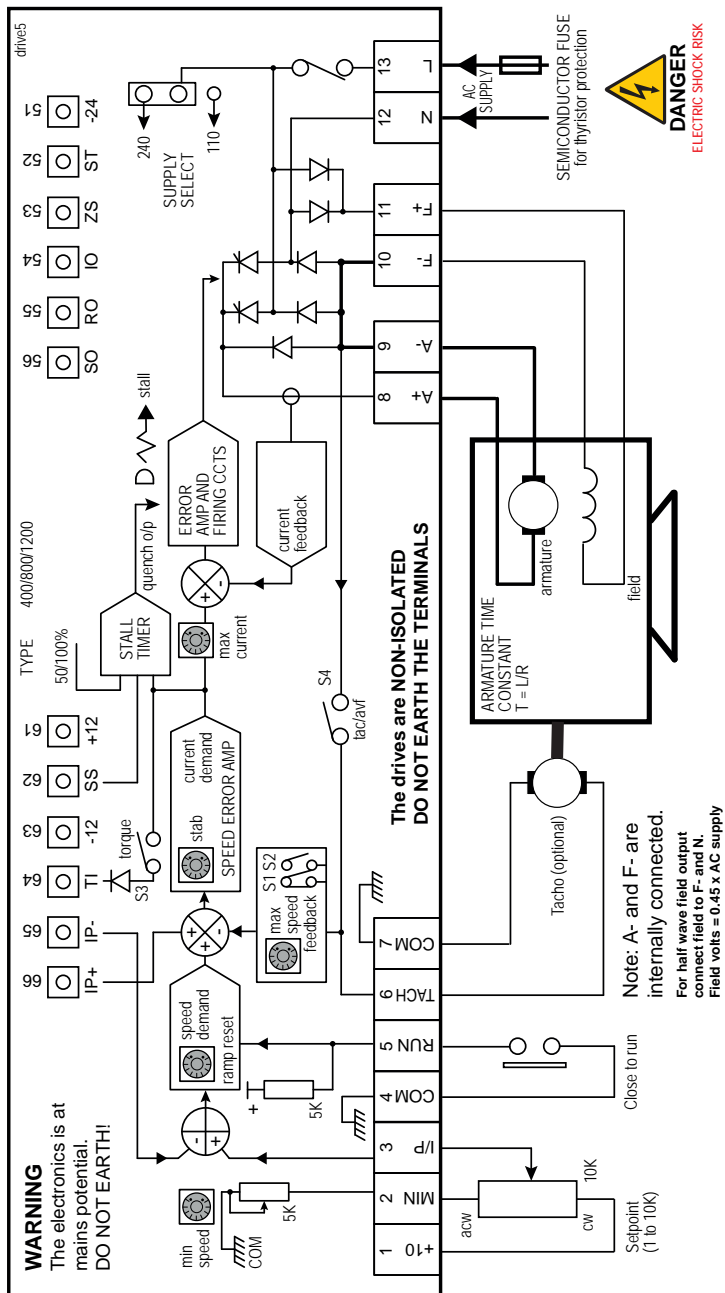 WARNING
The electronics is at
mains potential.
DO NOT EARTH!
TYPE 400/800/1200
50/100%
drive5
66
IP+
65
IP-
64
TI
63
-12
62
SS
61
+12
56
SO
55
RO
54
IO
53
ZS
52
ST
51
-24
S3
torque
STALL
TIMER
quench o/p
D
stall
240
110
SUPPLY
SELECT
min
speed
COM
5K
-
+
speed
demand
ramp reset
+
5K
+
+
-
max
speed
feedback
S1 S2
stab
current
demand
SPEED ERROR AMP
max
current
+
-
ERROR
AMP AND
FIRING CCTS
current
feedback
S4
tac/avf
The drives are NON-ISOLATED
DO NOT EARTH THE TERMINALS
1
+10
2
MIN
3
I/P
4
COM
5
RUN
6
TACH
7
COM
8
A+
9
A-
10
F-
11
F+
12
N
13
L
acw
cw
10K
Setpoint
(1 to 10K)
Close to run
Tacho (optional)
ARMATURE TIME
CONSTANT
T = L/R
armature
field
AC
SUPPLY
SEMICONDUCTOR FUSE
for thyristor protection
DANGER
ELECTRIC SHOCK RISK
Note: A- and F- are
internally connected.
For half wave field output
connect field to F- and N.
Field volts = 0.45 x AC supply